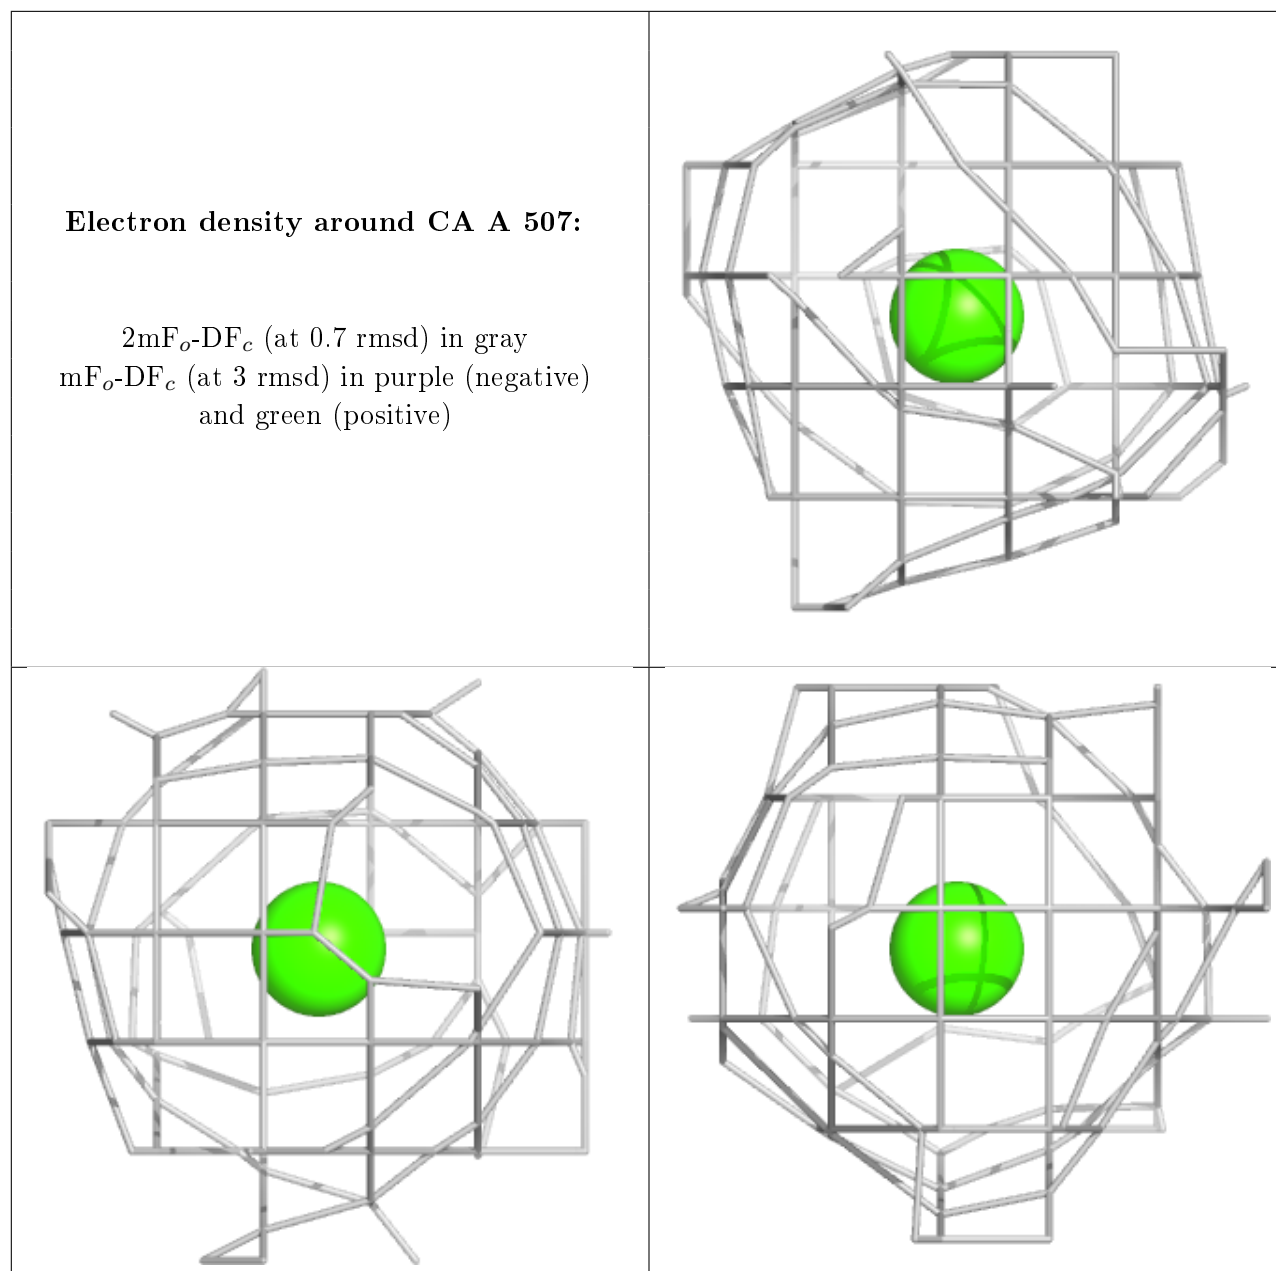 Electron density around CA A 507:
2mFo-DFc (at 0.7 rmsd) in gray
mFo-DFc (at 3 rmsd) in purple (negative)
and green (positive)